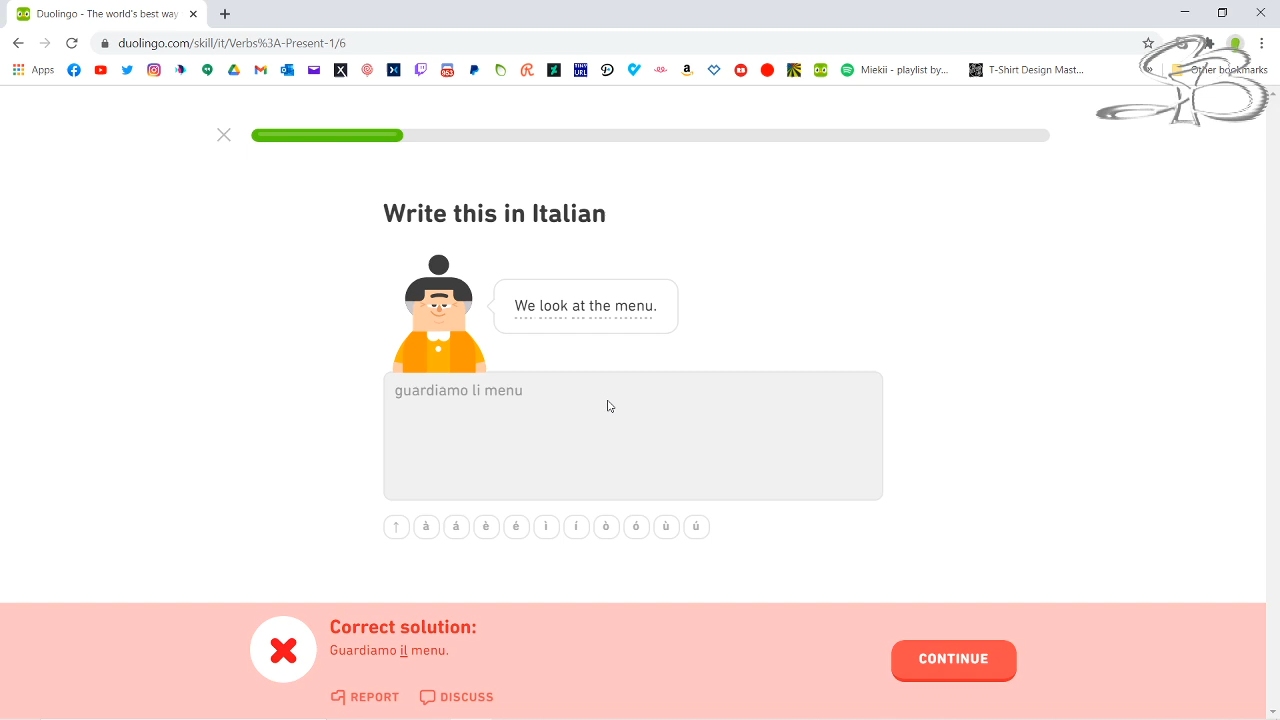 Duolingo - The world's best way
duolingo.com/skill/it/Verbs%3A-Present-1/6
Apps
Miekii - playlist by...
T-Shirt Design Mast...
»
Other bookmarks
Write this in Italian
We look at the menu.
guardiamo li menu
↑ à á è é ì í ò ó ù ú
Correct solution:
Guardiamo il menu.
REPORT
DISCUSS
CONTINUE